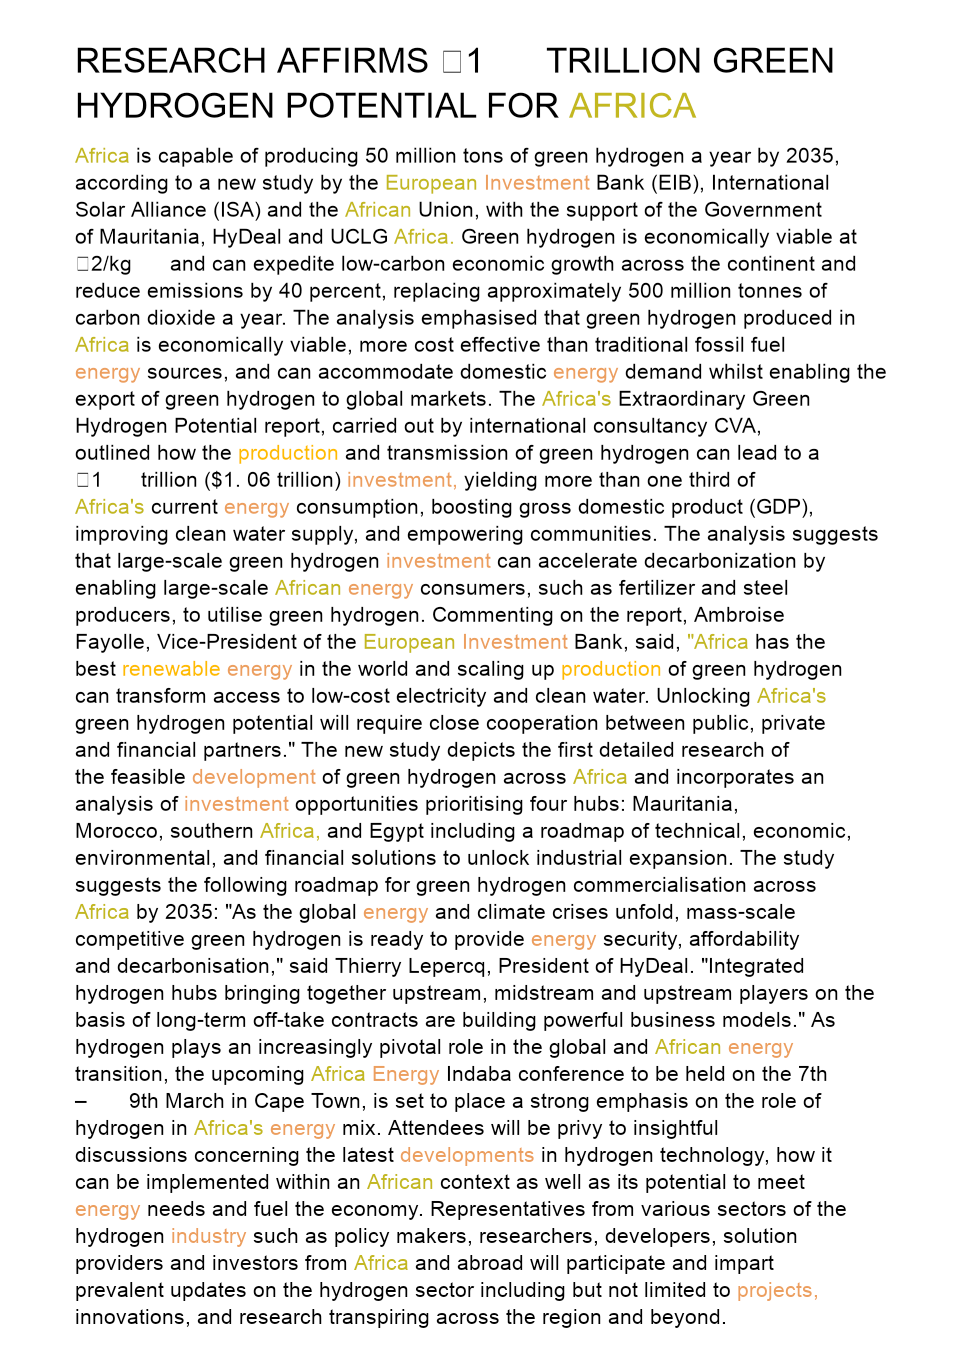 RESEARCH AFFIRMS □1 TRILLION GREEN
HYDROGEN POTENTIAL FOR AFRICA
Africa is capable of producing 50 million tons of green hydrogen a year by 2035,
according to a new study by the European Investment Bank (EIB), International
Solar Alliance (ISA) and the African Union, with the support of the Government
of Mauritania, HyDeal and UCLG Africa. Green hydrogen is economically viable at
□2/kg and can expedite low-carbon economic growth across the continent and
reduce emissions by 40 percent, replacing approximately 500 million tonnes of
carbon dioxide a year. The analysis emphasised that green hydrogen produced in
Africa is economically viable, more cost effective than traditional fossil fuel
energy sources, and can accommodate domestic energy demand whilst enabling the
export of green hydrogen to global markets. The Africa's Extraordinary Green
Hydrogen Potential report, carried out by international consultancy CVA,
outlined how the production and transmission of green hydrogen can lead to a
□1 trillion ($1. 06 trillion) investment, yielding more than one third of
Africa's current energy consumption, boosting gross domestic product (GDP),
improving clean water supply, and empowering communities. The analysis suggests
that large-scale green hydrogen investment can accelerate decarbonization by
enabling large-scale African energy consumers, such as fertilizer and steel
producers, to utilise green hydrogen. Commenting on the report, Ambroise
Fayolle, Vice-President of the European Investment Bank, said, "Africa has the
best renewable energy in the world and scaling up production of green hydrogen
can transform access to low-cost electricity and clean water. Unlocking Africa's
green hydrogen potential will require close cooperation between public, private
and financial partners." The new study depicts the first detailed research of
the feasible development of green hydrogen across Africa and incorporates an
analysis of investment opportunities prioritising four hubs: Mauritania,
Morocco, southern Africa, and Egypt including a roadmap of technical, economic,
environmental, and financial solutions to unlock industrial expansion. The study
suggests the following roadmap for green hydrogen commercialisation across
Africa by 2035: "As the global energy and climate crises unfold, mass-scale
competitive green hydrogen is ready to provide energy security, affordability
and decarbonisation," said Thierry Lepercq, President of HyDeal. "Integrated
hydrogen hubs bringing together upstream, midstream and upstream players on the
basis of long-term off-take contracts are building powerful business models." As
hydrogen plays an increasingly pivotal role in the global and African energy
transition, the upcoming Africa Energy Indaba conference to be held on the 7th
– 9th March in Cape Town, is set to place a strong emphasis on the role of
hydrogen in Africa's energy mix. Attendees will be privy to insightful
discussions concerning the latest developments in hydrogen technology, how it
can be implemented within an African context as well as its potential to meet
energy needs and fuel the economy. Representatives from various sectors of the
hydrogen industry such as policy makers, researchers, developers, solution
providers and investors from Africa and abroad will participate and impart
prevalent updates on the hydrogen sector including but not limited to projects,
innovations, and research transpiring across the region and beyond.